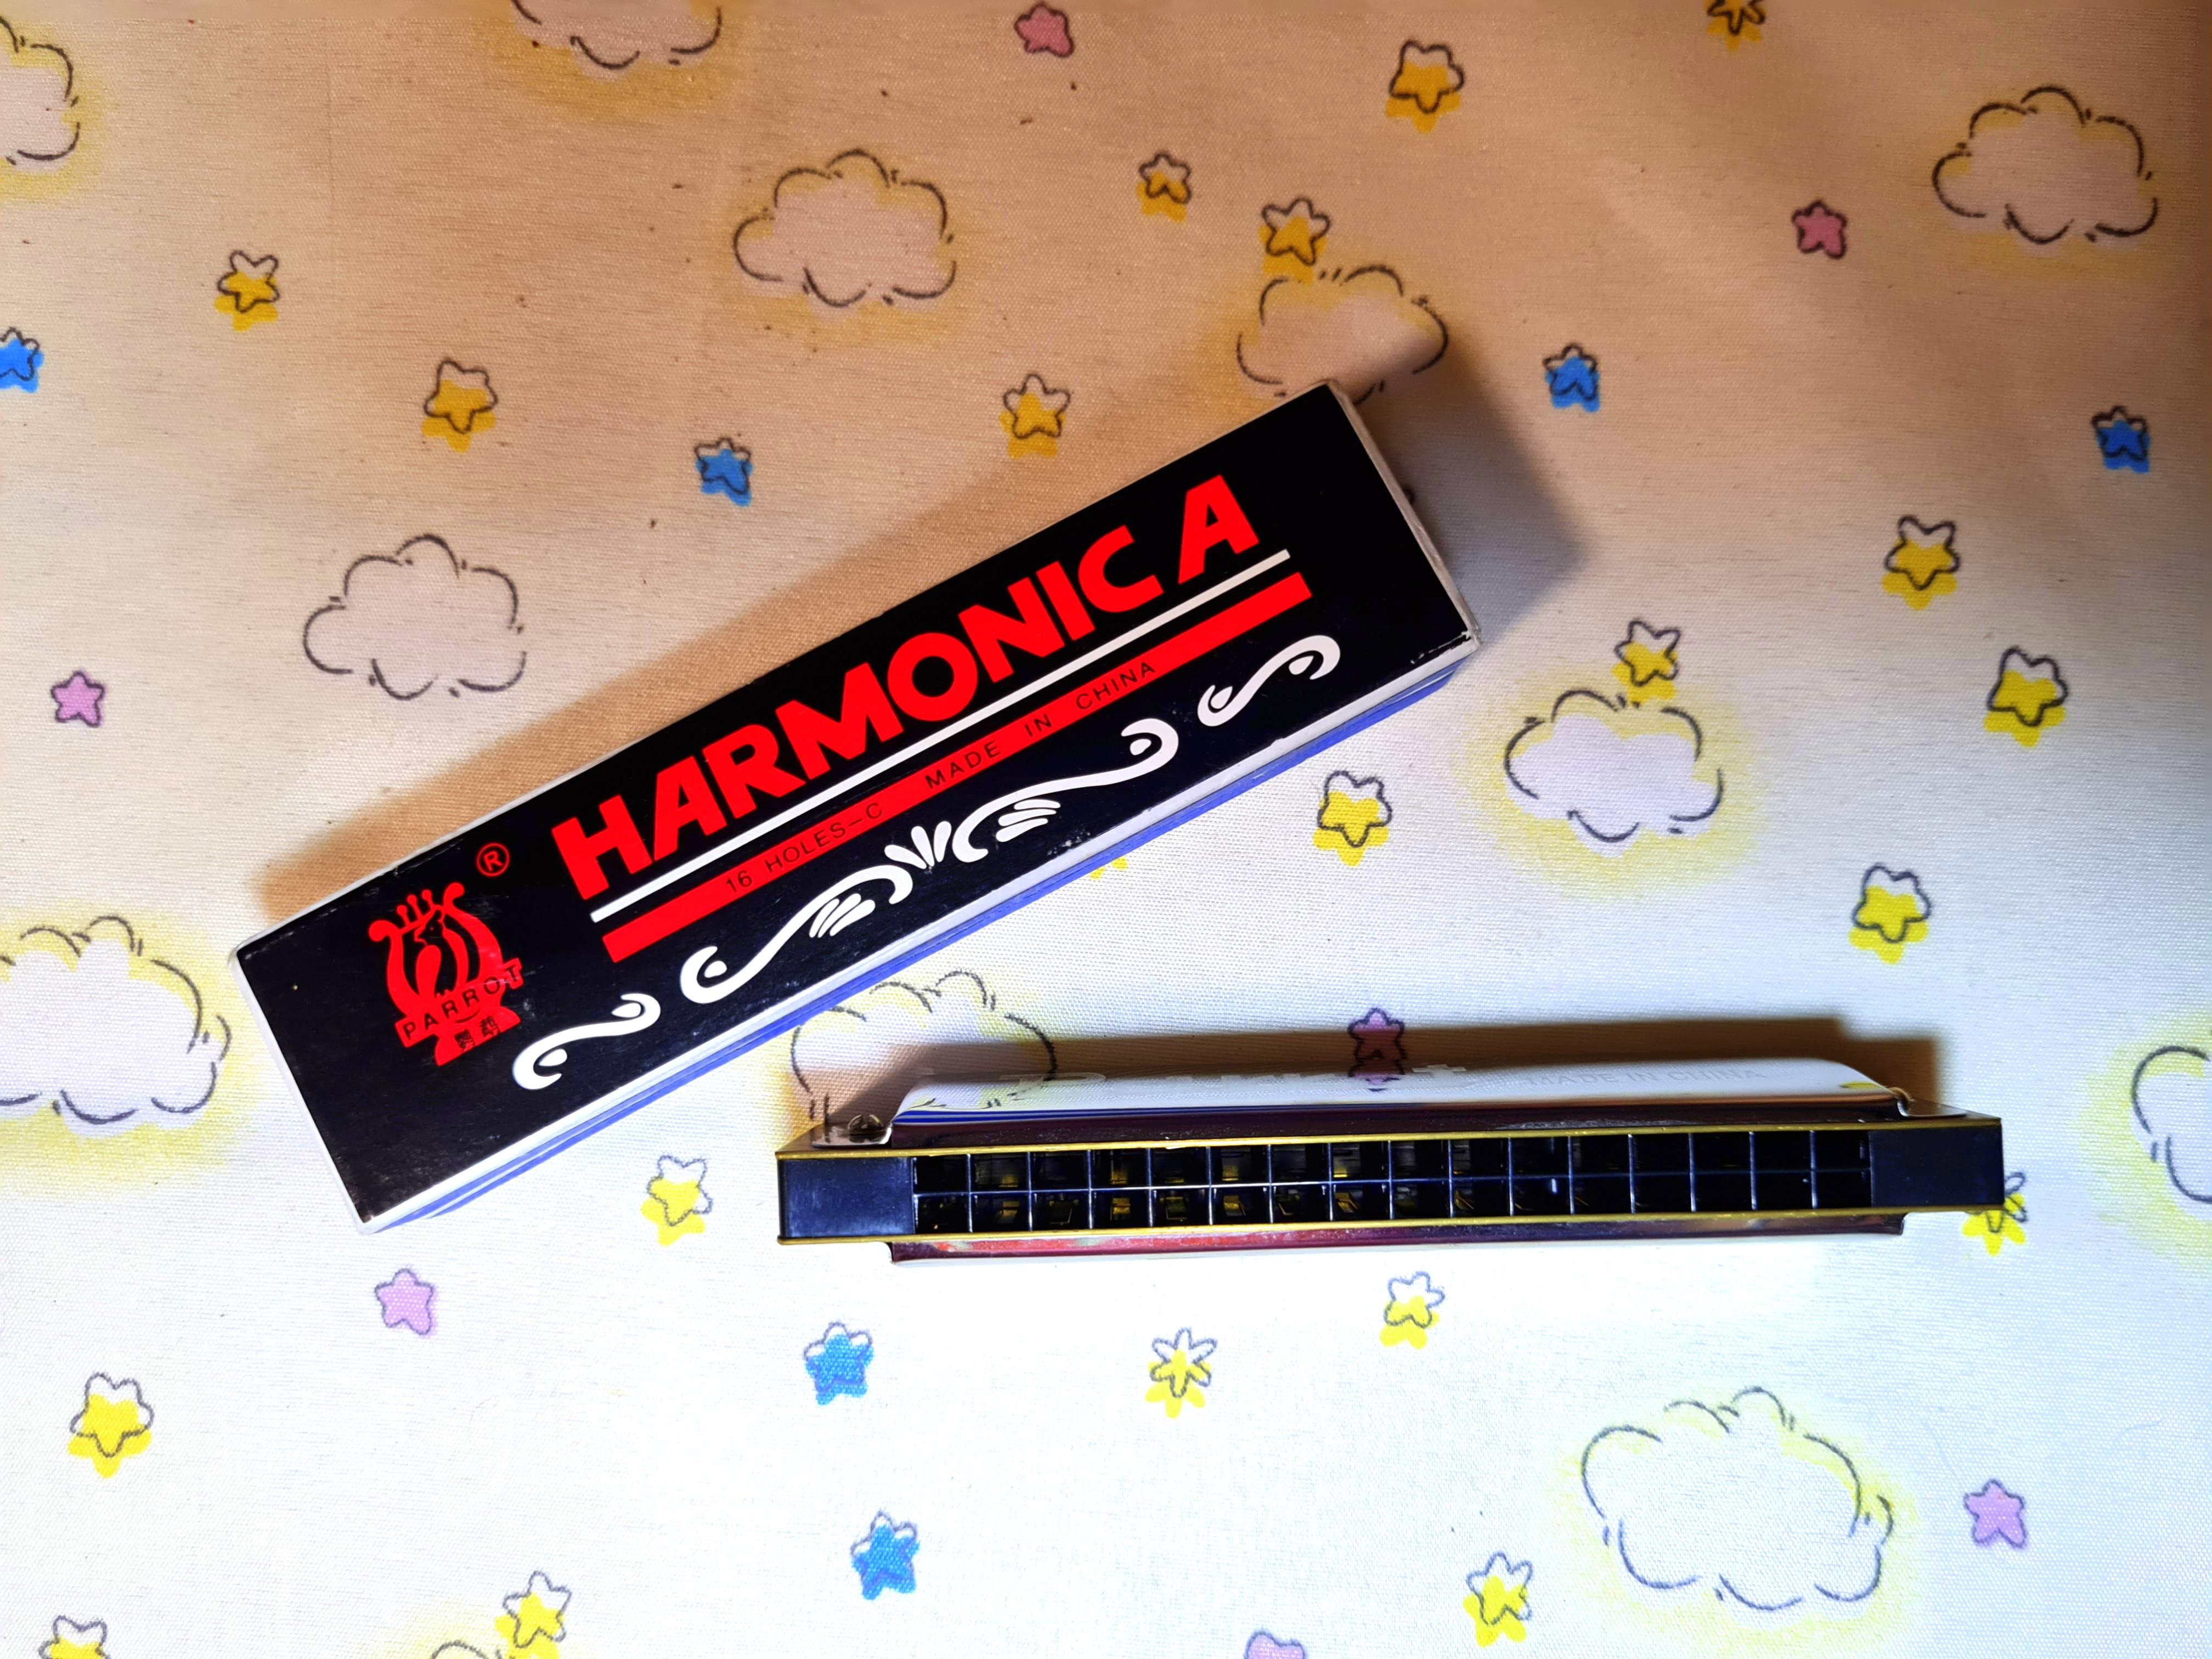 HARMONICA
16 HOLES-C MADE IN CHINA
®
PARROT
鹦鹉
MADE IN CHINA